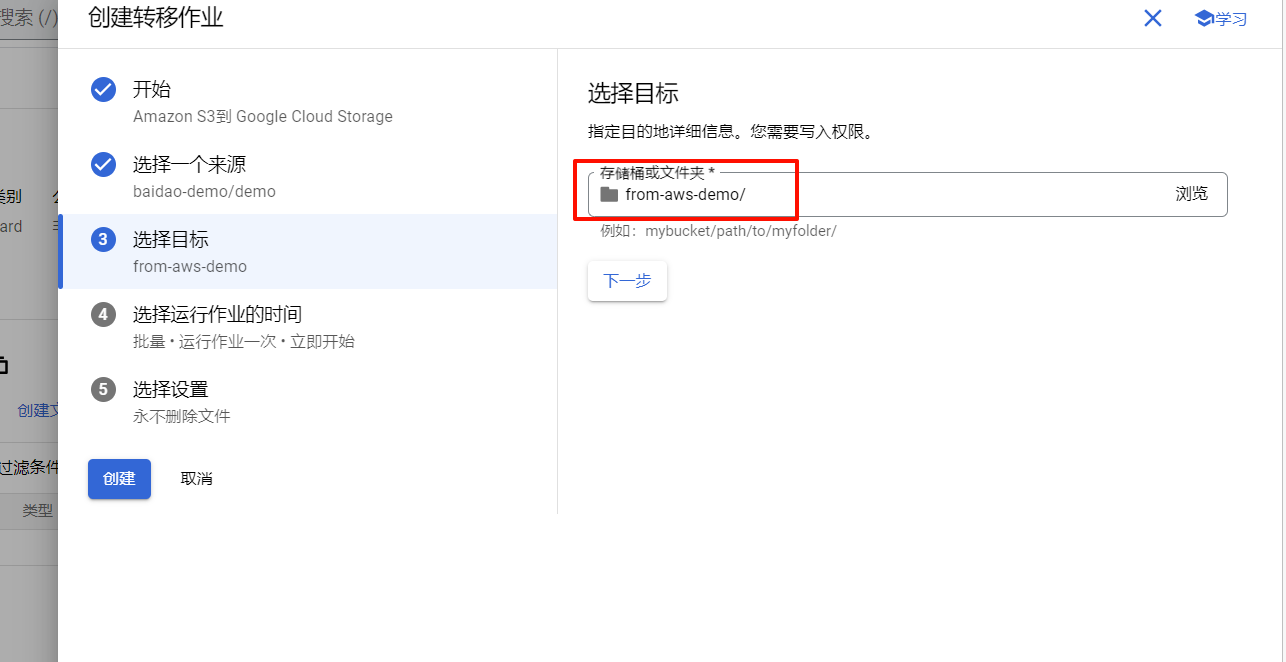 搜索 (/)
创建转移作业
学习
开始
Amazon S3到 Google Cloud Storage
选择一个来源
baidao-demo/demo
3
选择目标
from-aws-demo
4
选择运行作业的时间
批量 • 运行作业一次 • 立即开始
5
选择设置
永不删除文件
创建
取消
选择目标
指定目的地详细信息。您需要写入权限。
存储桶或文件夹 *
from-aws-demo/
浏览
例如：mybucket/path/to/myfolder/
下一步
类别
ard
创建文
过滤条件
类型